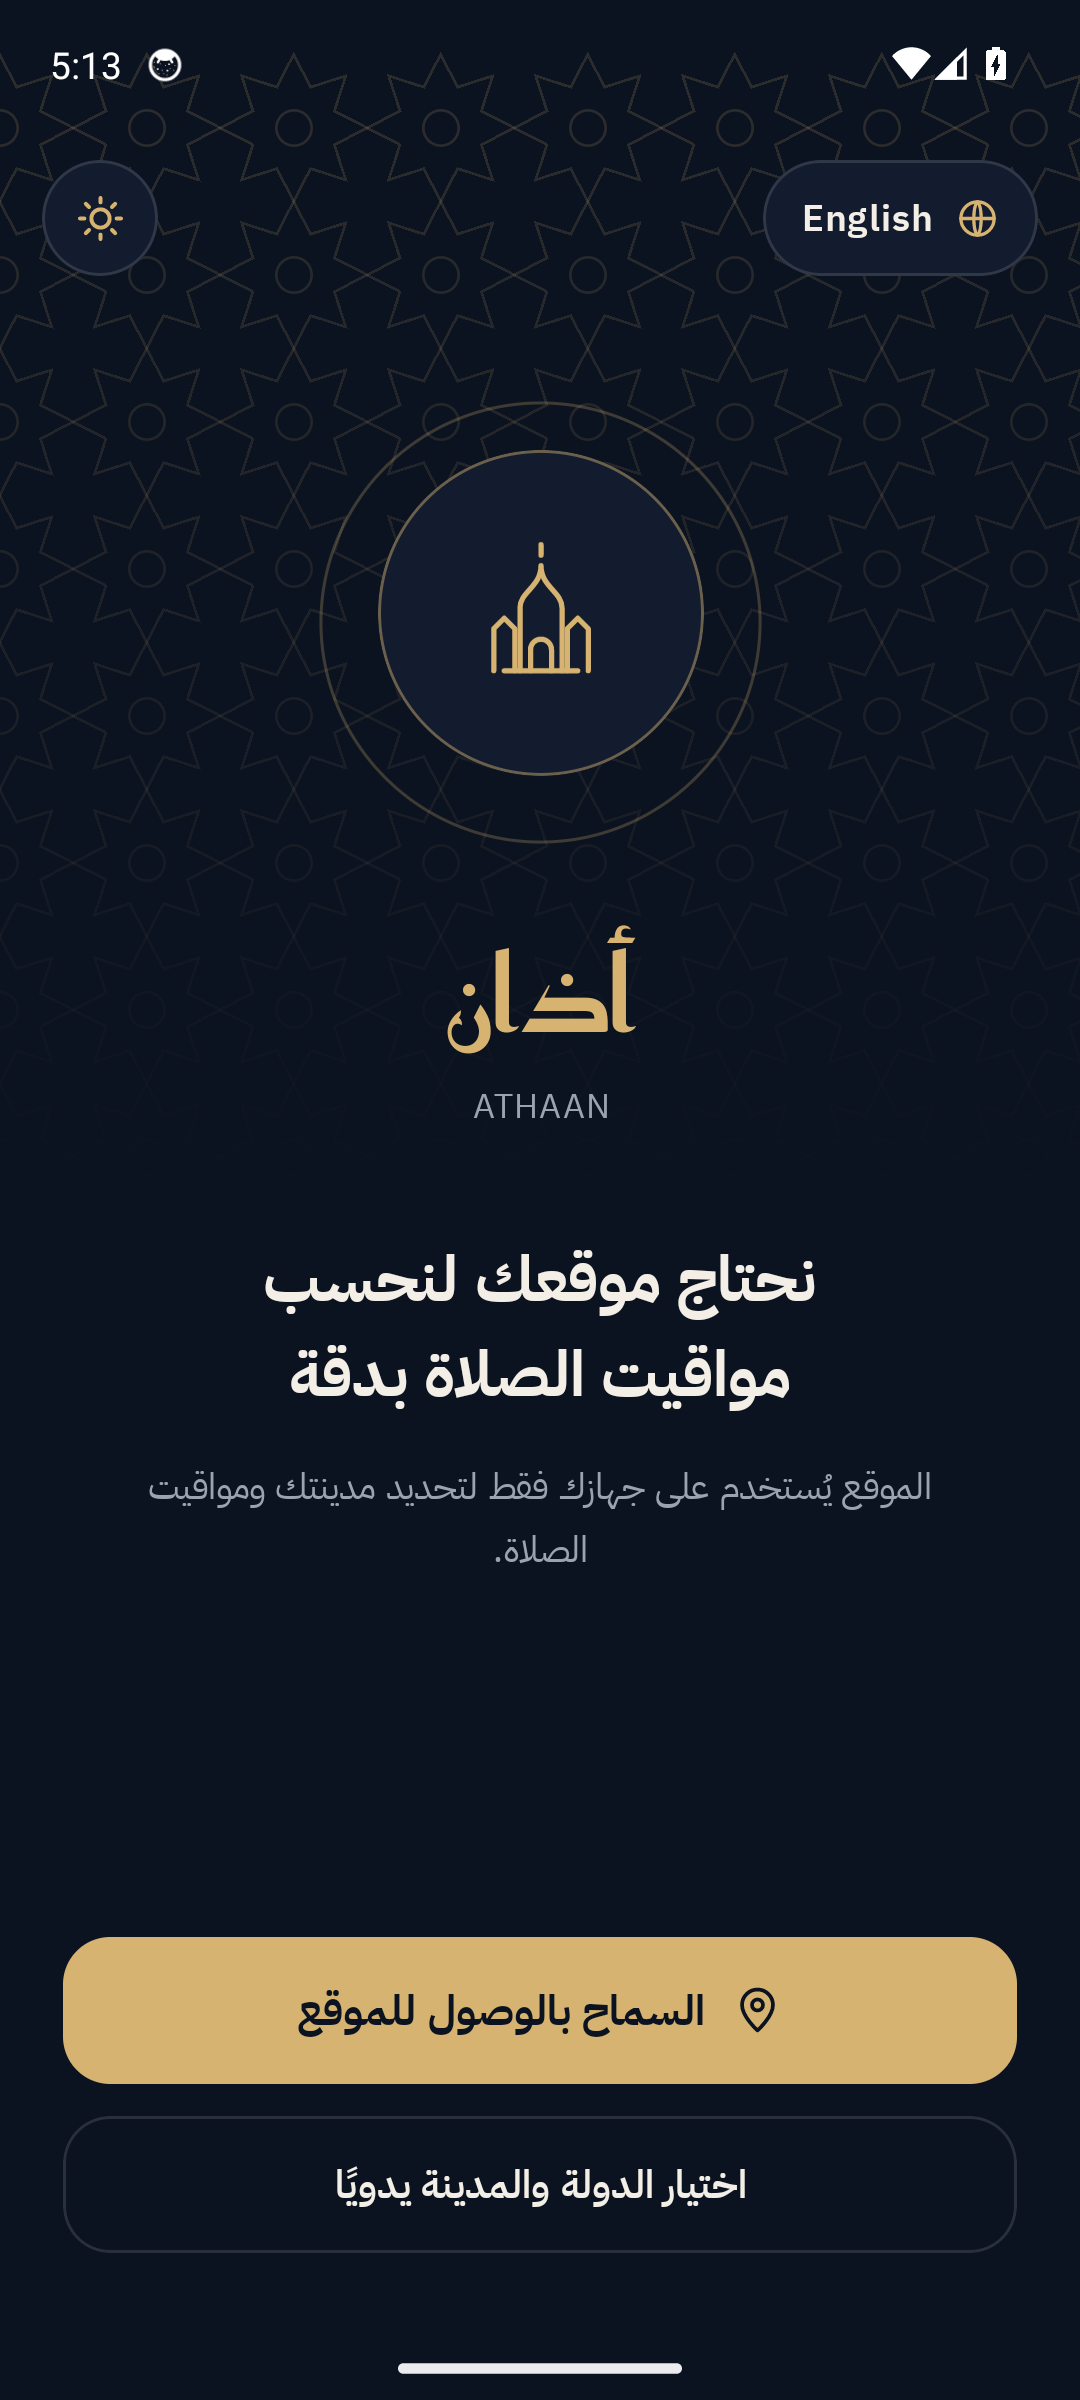 5:13
English
أذان
ATHAAN
نحتاج موقعك لنحسب
مواقيت الصلاة بدقة
الموقع يُستخدم على جهازك فقط لتحديد مدينتك ومواقيت
الصلاة.
السماح بالوصول للموقع
اختيار الدولة والمدينة يدويًا